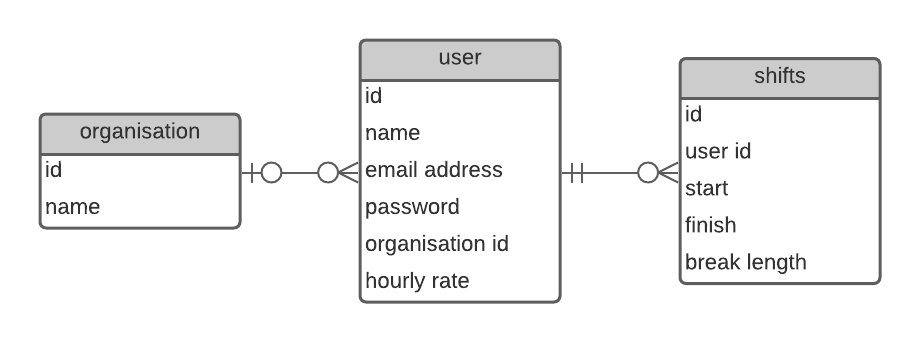 organisation
id
name
user
id
name
email address
password
organisation id
hourly rate
shifts
id
user id
start
finish
break length